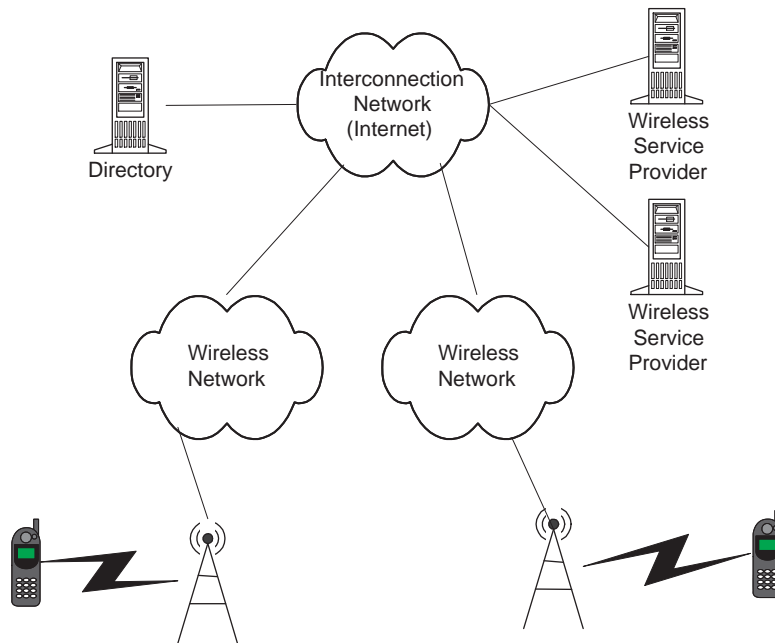 Interconnection
Network
(Internet)
Directory
Wireless
Service
Provider
Wireless
Service
Provider
Wireless
Network
Wireless
Network